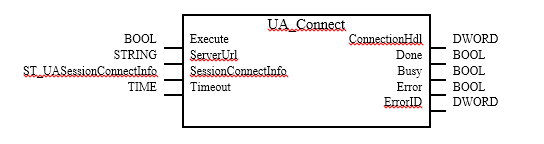 UA_Connect
BOOL Execute ConnectionHdl DWORD
STRING ServerUrl Done BOOL
ST_UASessionConnectInfo SessionConnectInfo Busy BOOL
TIME Timeout Error BOOL
ErrorID DWORD